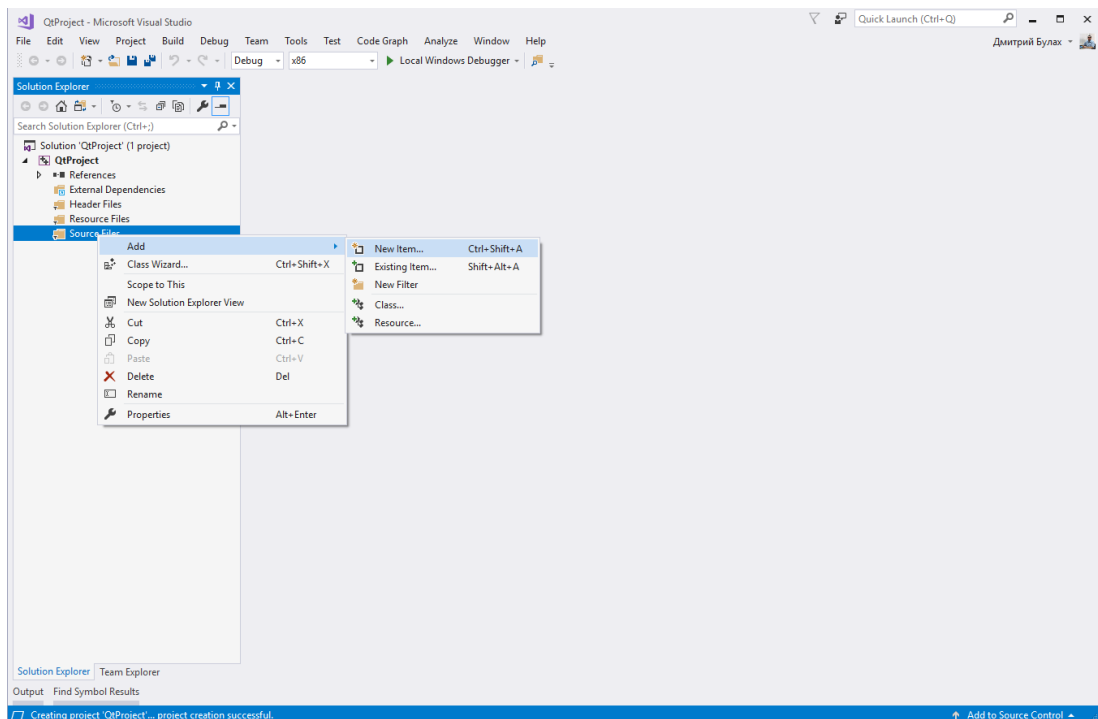 QtProject - Microsoft Visual Studio
Quick Launch (Ctrl+Q)
File Edit View Project Build Debug Team Tools Test Code Graph Analyze Window Help
Дмитрий Булах
Debug x86 Local Windows Debugger
Solution Explorer
Search Solution Explorer (Ctrl+;)
Solution 'QtProject' (1 project)
QtProject
References
External Dependencies
Header Files
Resource Files
Source Files
Add
Class Wizard... Ctrl+Shift+X
Scope to This
New Solution Explorer View
Cut Ctrl+X
Copy Ctrl+C
Paste Ctrl+V
Delete Del
Rename
Properties Alt+Enter
New Item... Ctrl+Shift+A
Existing Item... Shift+Alt+A
New Filter
Class...
Resource...
Solution Explorer Team Explorer
Output Find Symbol Results
Creating project 'QtProject'... project creation successful. Add to Source Control